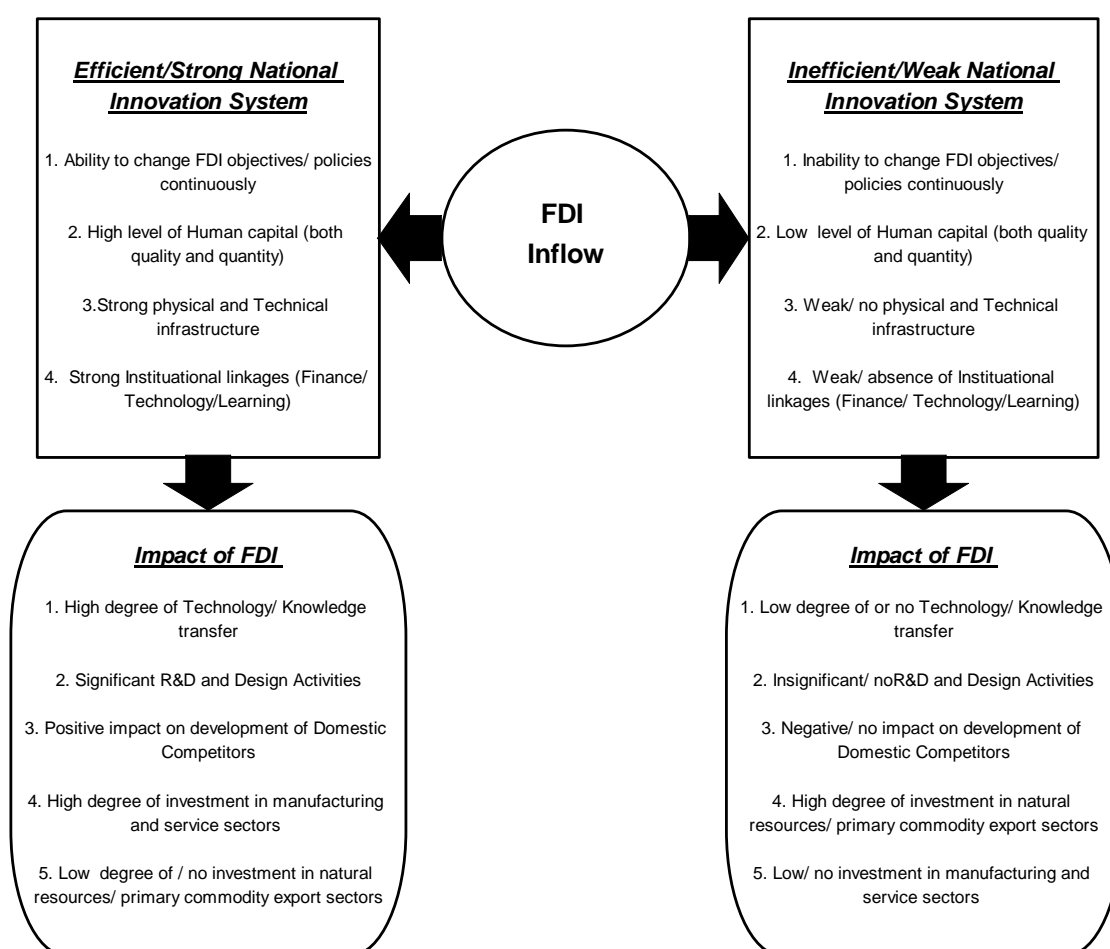 Efficient/Strong National
Innovation System
1. Ability to change FDI objectives/ policies
continuously
2. High level of Human capital (both
quality and quantity)
3.Strong physical and Technical
infrastructure
4. Strong Instituational linkages (Finance/
Technology/Learning)
FDI
Inflow
Inefficient/Weak National
Innovation System
1. Inability to change FDI objectives/
policies continuously
2. Low level of Human capital (both quality
and quantity)
3. Weak/ no physical and Technical
infrastructure
4. Weak/ absence of Instituational
linkages (Finance/ Technology/Learning)
Impact of FDI
1. High degree of Technology/ Knowledge
transfer
2. Significant R&D and Design Activities
3. Positive impact on development of Domestic
Competitors
4. High degree of investment in manufacturing
and service sectors
5. Low degree of / no investment in natural
resources/ primary commodity export sectors
Impact of FDI
1. Low degree of or no Technology/ Knowledge
transfer
2. Insignificant/ noR&D and Design Activities
3. Negative/ no impact on development of
Domestic Competitors
4. High degree of investment in natural
resources/ primary commodity export sectors
5. Low/ no investment in manufacturing and
service sectors